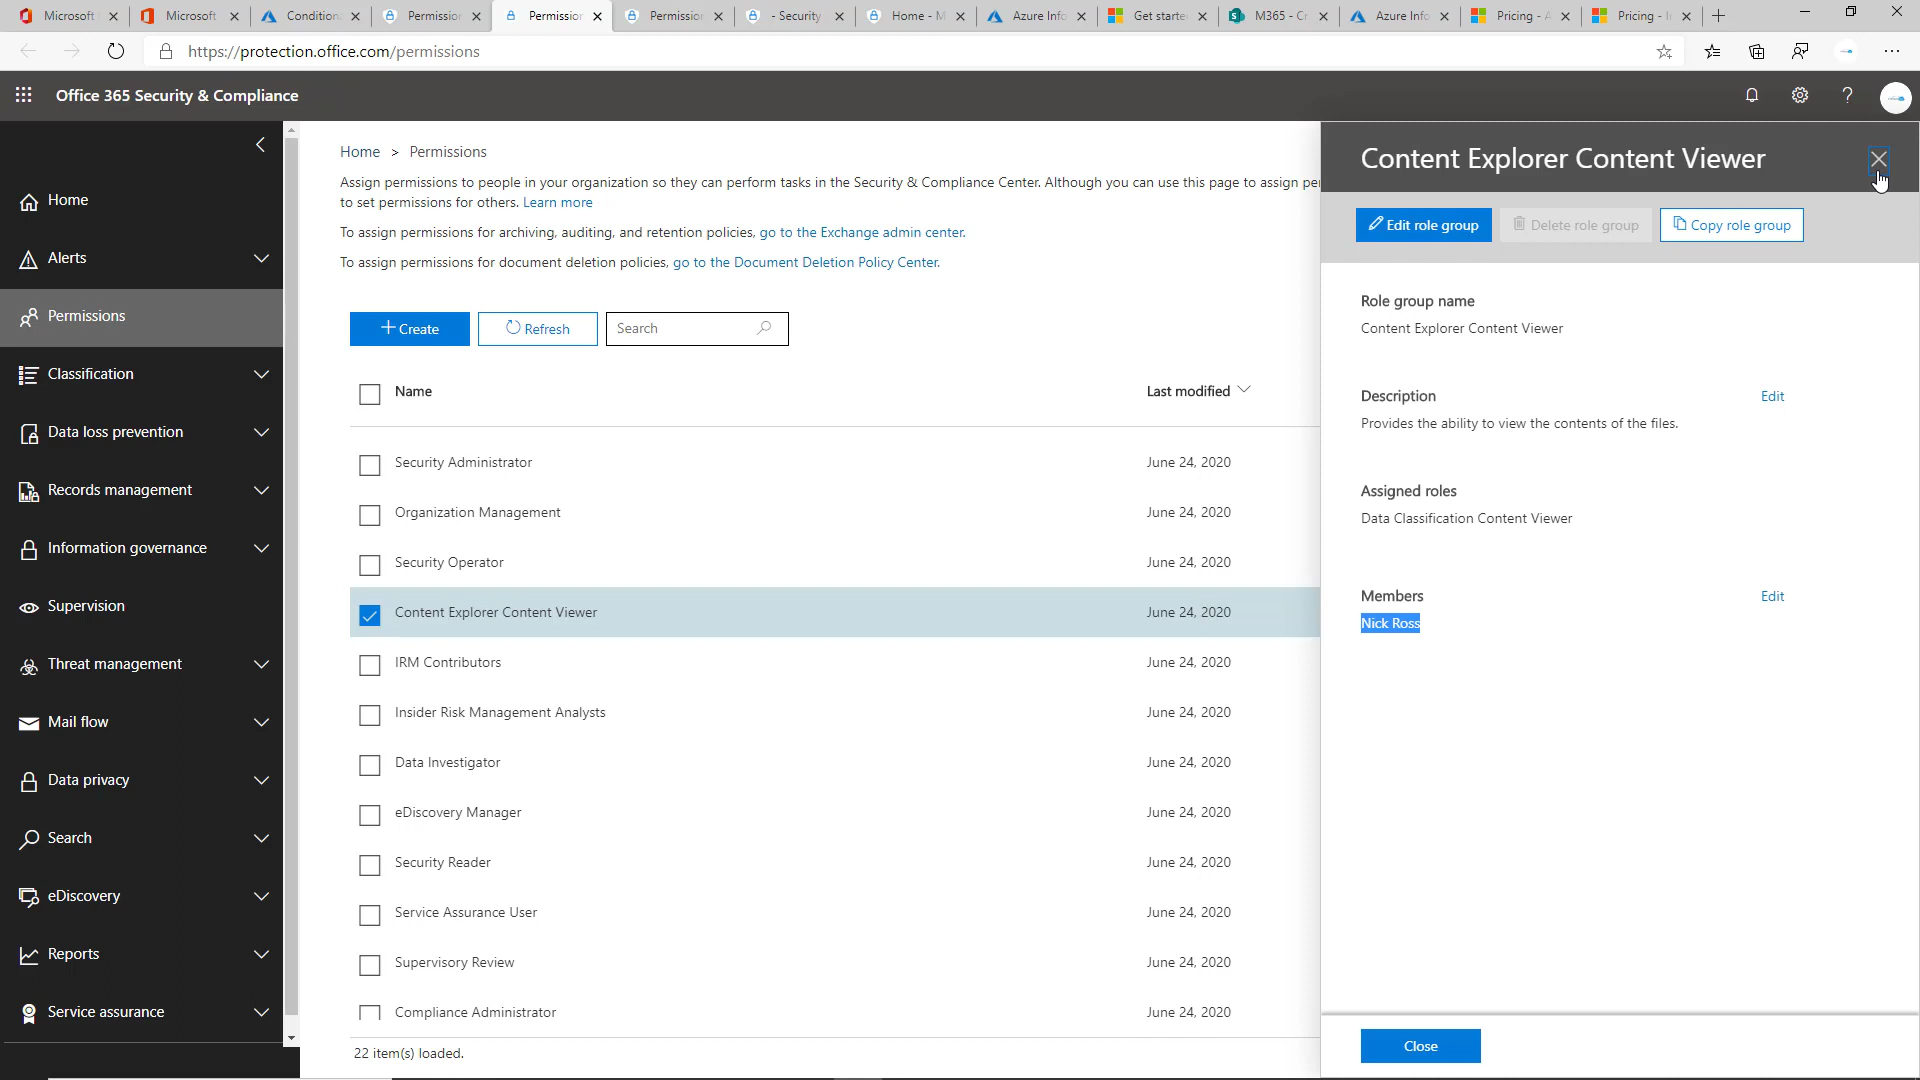 Microsoft
Microsoft
Condition
Permission
Permission
Permission
- Security
Home - M
Azure Info
Get starte
M365 - Cr
Azure Info
Pricing - A
Pricing - I
https://protection.office.com/permissions
Office 365 Security & Compliance
?
Home
Alerts
Permissions
Classification
Data loss prevention
Records management
Information governance
Supervision
Threat management
Mail flow
Data privacy
Search
eDiscovery
Reports
Service assurance
Home > Permissions
Assign permissions to people in your organization so they can perform tasks in the Security & Compliance Center. Although you can use this page to assign per
to set permissions for others. Learn more
To assign permissions for archiving, auditing, and retention policies, go to the Exchange admin center.
To assign permissions for document deletion policies, go to the Document Deletion Policy Center.
Create
Refresh
Search
Name Last modified
Security Administrator June 24, 2020
Organization Management June 24, 2020
Security Operator June 24, 2020
Content Explorer Content Viewer June 24, 2020
IRM Contributors June 24, 2020
Insider Risk Management Analysts June 24, 2020
Data Investigator June 24, 2020
eDiscovery Manager June 24, 2020
Security Reader June 24, 2020
Service Assurance User June 24, 2020
Supervisory Review June 24, 2020
Compliance Administrator June 24, 2020
22 item(s) loaded.
Content Explorer Content Viewer
Edit role group
Delete role group
Copy role group
Role group name
Content Explorer Content Viewer
Description Edit
Provides the ability to view the contents of the files.
Assigned roles
Data Classification Content Viewer
Members Edit
Nick Ross
Close